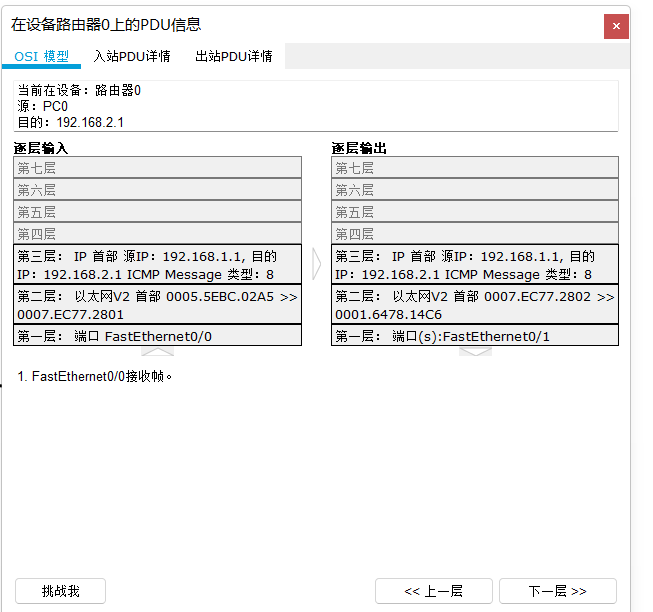 在设备路由器0上的PDU信息
OSI 模型 入站PDU详情 出站PDU详情
当前在设备：路由器0
源：PC0
目的：192.168.2.1
逐层输入
第七层
第六层
第五层
第四层
第三层： IP 首部 源IP：192.168.1.1, 目的
IP：192.168.2.1 ICMP Message 类型：8
第二层： 以太网V2 首部 0005.5EBC.02A5 >>
0007.EC77.2801
第一层： 端口 FastEthernet0/0
逐层输出
第七层
第六层
第五层
第四层
第三层： IP 首部 源IP：192.168.1.1, 目的
IP：192.168.2.1 ICMP Message 类型：8
第二层： 以太网V2 首部 0007.EC77.2802 >>
0001.6478.14C6
第一层： 端口(s):FastEthernet0/1
1. FastEthernet0/0接收帧。
挑战我 << 上一层 下一层 >>